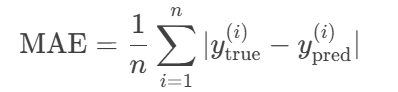 MAE = \frac{1}{n} \sum_{i=1}^{n} |y_{\text{true}}^{(i)} - y_{\text{pred}}^{(i)}|